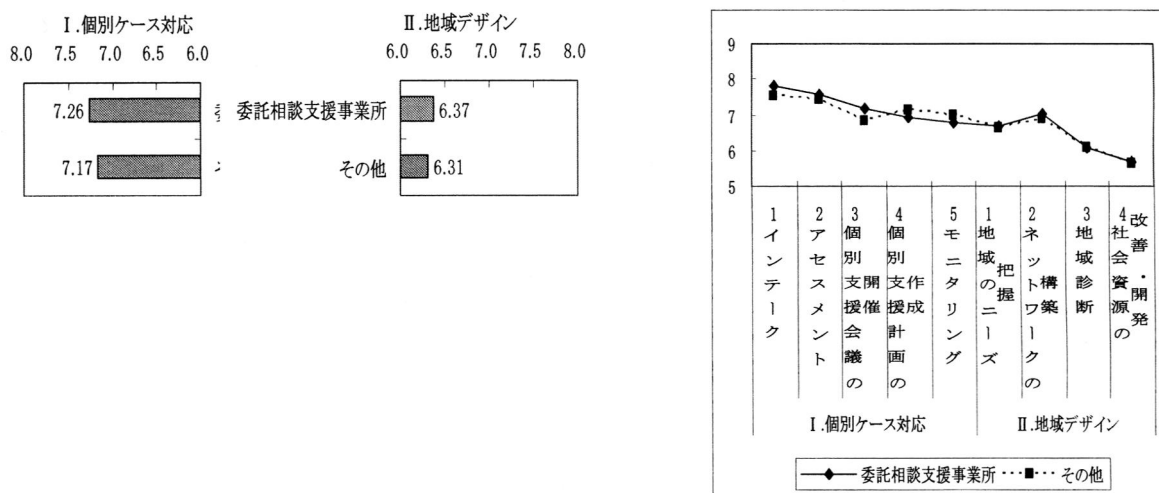 Ⅰ.個別ケース対応
8.0 7.5 7.0 6.5 6.0
7.26
7.17
Ⅱ.地域デザイン
6.0 6.5 7.0 7.5 8.0
委託相談支援事業所
6.37
その他
6.31
9
8
7
6
5
1 インテーク
2 アセスメント
3 個別支援会議の
開催
4 個別支援計画の
作成
5 モニタリング
1 地域のニーズ
把握
2 ネットワークの
構築
3 地域診断
4 社会資源の
改善・開発
Ⅰ.個別ケース対応
Ⅱ.地域デザイン
委託相談支援事業所
その他